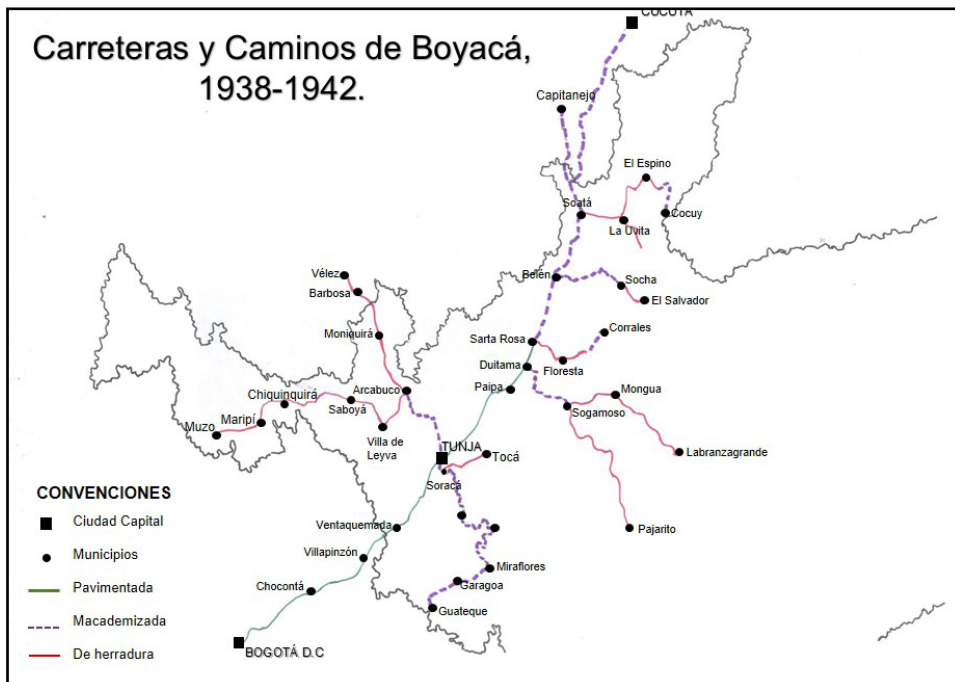 Carreteras y Caminos de Boyacá,
1938-1942.
CUCUTA
Capitanejo
El Espino
Soatá
Cocuy
La Uvita
Belén
Socha
El Salvador
Vélez
Barbosa
Moniquirá
Sarta Rosa
Corrales
Duitama
Floresta
Paipa
Mongua
Arcabuco
Chiquinquirá
Saboyá
Sogamoso
Maripí
Muzo
Villa de
Leyva
TUNJA
Tocá
Labranzagrande
Soracá
CONVENCIONES
Ciudad Capital
Municipios
Pavimentada
Macademizada
De herradura
Ventaquemada
Pajarito
Villapinzón
Miraflores
Chocontá
Garagoa
Guateque
BOGOTÁ D.C